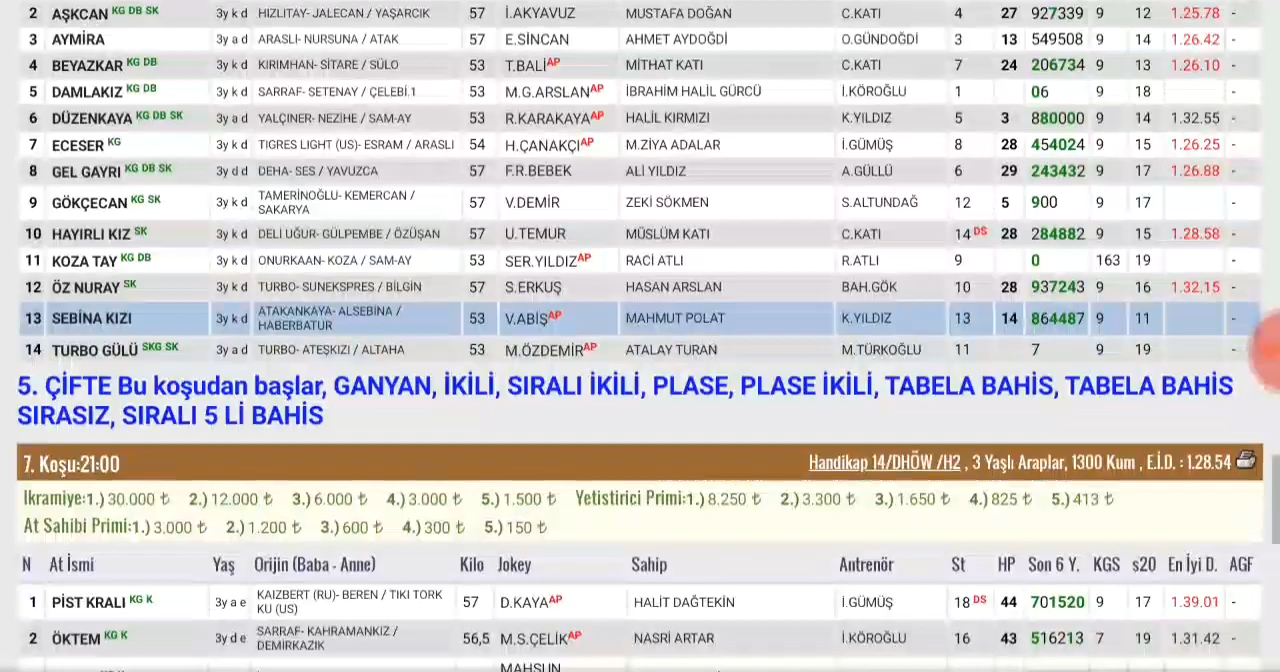 2 AŞKCAN KG DB SK 3y k d HIZLITAY- JALECAN / YAŞARCIK 57 İ.AKYAVUZ MUSTAFA DOĞAN C.KATI 4 27 927339 9 12 1.25.78 -
3 AYMİRA 3y a d ARASLI- NURSUNA / ATAK 57 E.SİNCAN AHMET AYDOĞDİ O.GÜNDOĞDİ 3 13 549508 9 14 1.26.42 -
4 BEYAZKAR KG DB 3y k d KIRIMHAN- SİTARE / SÜLO 53 T.BALİAP MİTHAT KATI C.KATI 7 24 206734 9 13 1.26.10 -
5 DAMLAKIZ KG DB 3y k d SARRAF- SETENAY / ÇELEBİ.1 53 M.G.ARSLANAP İBRAHİM HALİL GÜRCÜ İ.KÖROĞLU 1 06 9 18 -
6 DÜZENKAYA KG DB SK 3y a d YALÇINER- NEZİHE / SAM-AY 53 R.KARAKAYAAP HALİL KIRMIZI K.YILDIZ 5 3 880000 9 14 1.32.55 -
7 ECESER KG 3y k d TIGRES LIGHT (US)- ESRAM / ARASLI 54 H.ÇANAKÇIAP M.ZİYA ADALAR İ.GÜMÜŞ 8 28 454024 9 15 1.26.25 -
8 GEL GAYRI KG DB SK 3y d d DEHA- SES / YAVUZCA 57 F.R.BEBEK ALİ YILDIZ A.GÜLLÜ 6 29 243432 9 17 1.26.88 -
9 GÖKÇECAN KG SK 3y k d TAMERİNOĞLU- KEMERCAN / SAKARYA 57 V.DEMİR ZEKİ SÖKMEN S.ALTUNDAĞ 12 5 900 9 17 -
10 HAYIRLI KIZ SK 3y k d DELİ UĞUR- GÜLPEMBE / ÖZÜŞAN 57 U.TEMUR MÜSLÜM KATI C.KATI 14 DS 28 284882 9 15 1.28.58 -
11 KOZA TAY KG DB 3y k d ONURKAAN- KOZA / SAM-AY 53 SER.YILDIZAP RACİ ATLI R.ATLI 9 0 163 19 -
12 ÖZ NURAY SK 3y k d TURBO- SUNEKSPRES / BİLGİN 57 S.ERKUŞ HASAN ARSLAN BAH.GÖK 10 28 937243 9 16 1.32.15 -
13 SEBİNA KIZI 3y k d ATAKANKAYA- ALSEBİNA / HABERBATUR 53 V.ABİŞAP MAHMUT POLAT K.YILDIZ 13 14 864487 9 11 -
14 TURBO GÜLÜ SKG SK 3y a d TURBO- ATEŞKIZI / ALTAHA 53 M.ÖZDEMİRAP ATALAY TURAN M.TÜRKOĞLU 11 7 9 19 -
5. ÇİFTE Bu koşudan başlar, GANYAN, İKİLİ, SIRALI İKİLİ, PLASE, PLASE İKİLİ, TABELA BAHİS, TABELA BAHİS
SIRASIZ, SIRALI 5 Lİ BAHİS
7. Koşu:21:00 Handikap 14/DHÖW /H2 , 3 Yaşlı Araplar, 1300 Kum , E.İ.D. : 1.28.54
İkramiye:1.) 30.000 ₺ 2.) 12.000 ₺ 3.) 6.000 ₺ 4.) 3.000 ₺ 5.) 1.500 ₺ Yetistirici Primi:1.) 8.250 ₺ 2.) 3.300 ₺ 3.) 1.650 ₺ 4.) 825 ₺ 5.) 413 ₺
At Sahibi Primi:1.) 3.000 ₺ 2.) 1.200 ₺ 3.) 600 ₺ 4.) 300 ₺ 5.) 150 ₺
N At İsmi Yaş Orijin (Baba - Anne) Kilo Jokey Sahip Antrenör St HP Son 6 Y. KGS s20 En İyi D. AGF
1 PİST KRALI KG K 3y a e KAIZBERT (RU)- BEREN / TIKI TORK KU (US) 57 D.KAYAAP HALİT DAĞTEKİN İ.GÜMÜŞ 18 DS 44 701520 9 17 1.39.01 -
2 ÖKTEM KG K 3y d e SARRAF- KAHRAMANKIZ / DEMİRKAZIK 56,5 M.S.ÇELİKAP NASRİ ARTAR İ.KÖROĞLU 16 43 516213 7 19 1.31.42 -
MAHSUN